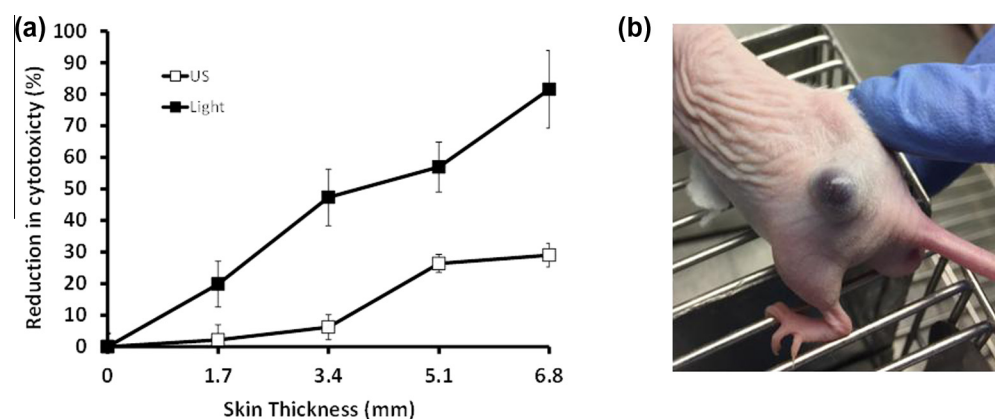 (a)
(b)
Reduction in cytotoxicty (%)
100
90
80
70
60
50
40
30
20
10
0
US
Light
0 1.7 3.4 5.1 6.8
Skin Thickness (mm)